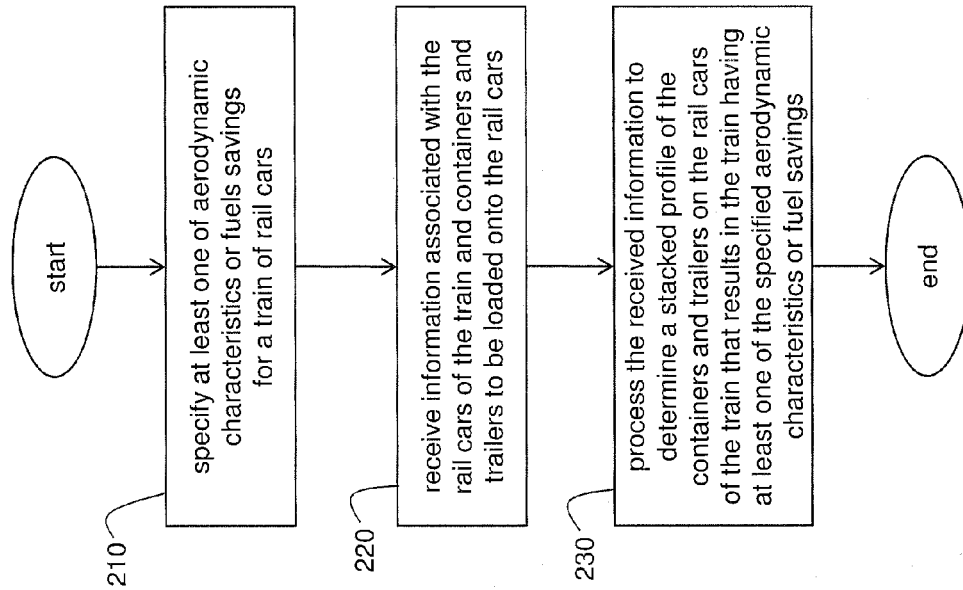 start
210
specify at least one of aerodynamic
characteristics or fuels savings
for a train of rail cars
220
receive information associated with the
rail cars of the train and containers and
trailers to be loaded onto the rail cars
230
process the received information to
determine a stacked profile of the
containers and trailers on the rail cars
of the train that results in the train having
at least one of the specified aerodynamic
characteristics or fuel savings
end